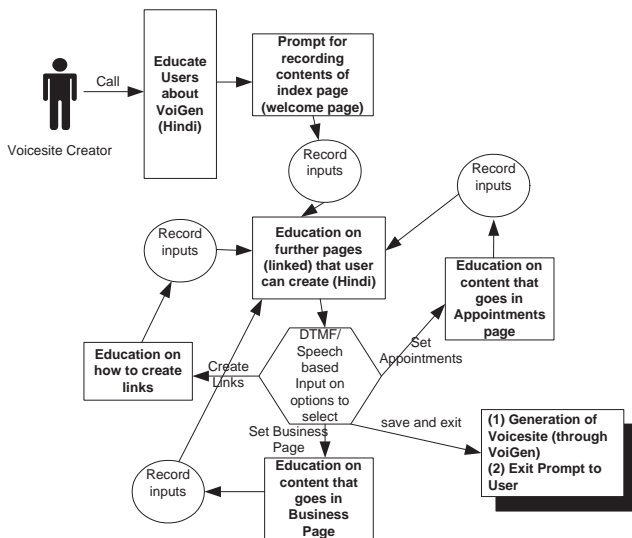 Call
Voicesite Creator
Educate
Users
about
VoiGen
(Hindi)
Prompt for
recording
contents of
index page
(welcome page)
Record
inputs
Record
inputs
Record
inputs
Education on
further pages
(linked) that user
can create (Hindi)
Education on
content that
goes in
Appointments
page
Education on
how to create
links
Create
Links
DTMF/
Speech
based
Input on
options to
select
Set
Appointments
save and exit
(1) Generation of
Voicesite (through
VoiGen)
(2) Exit Prompt to
User
Set Business
Page
Record
inputs
Education on
content that
goes in
Business
Page